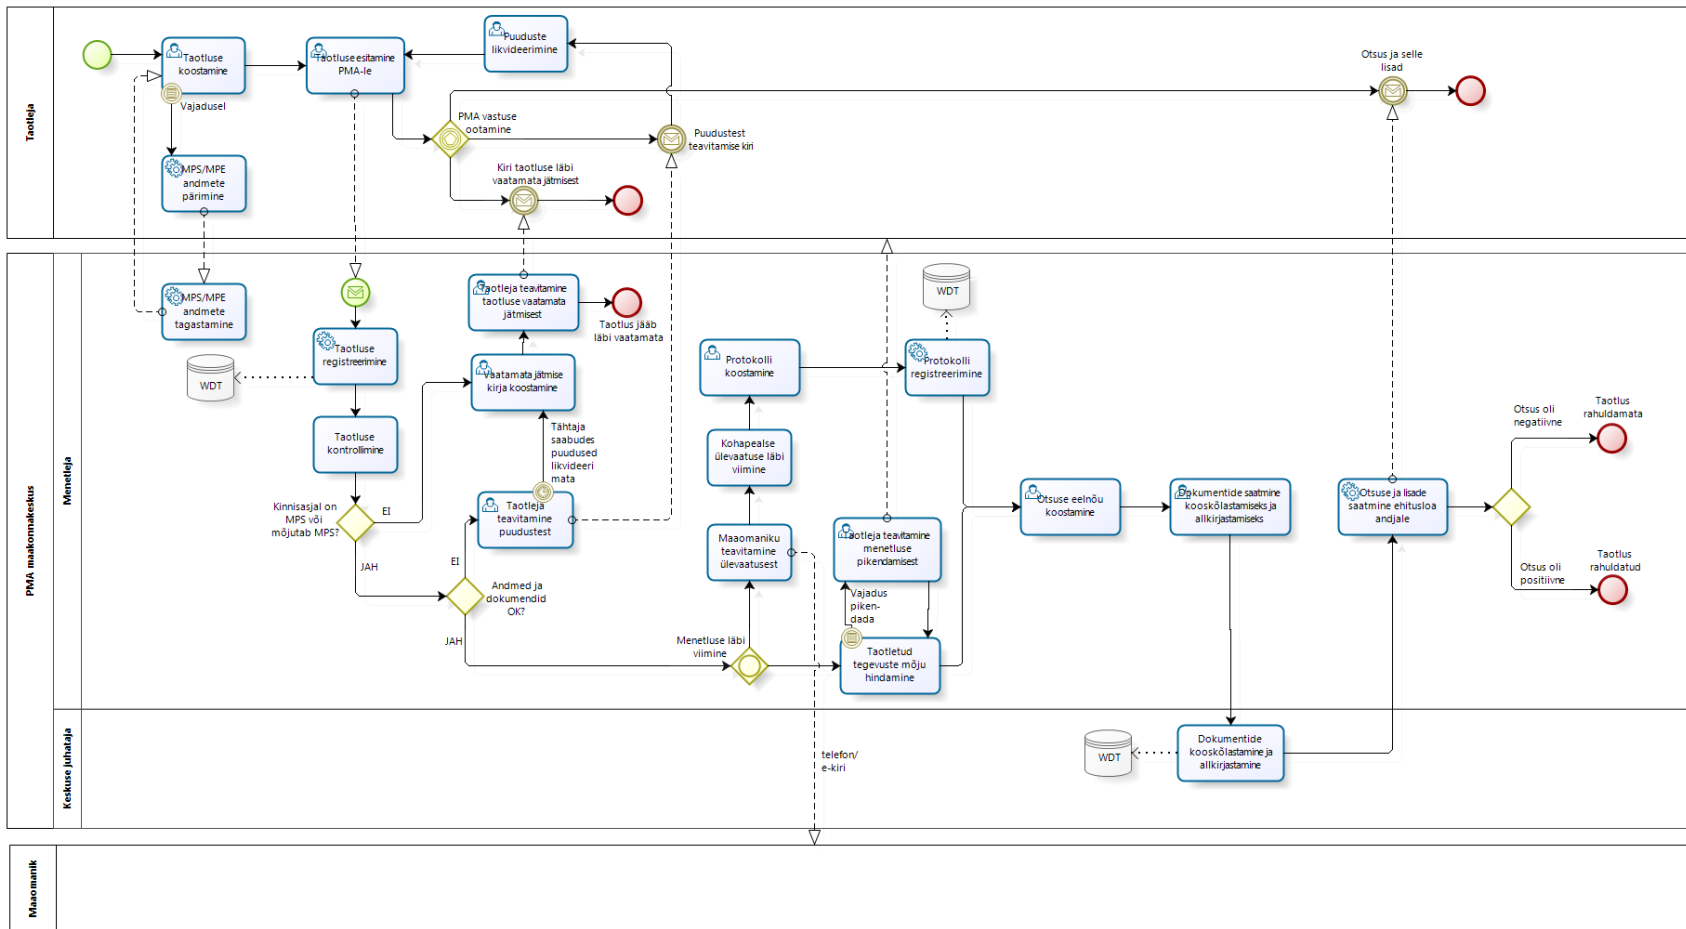 Taotleja
Taotluse
koostamine
Vajadusel
MPS/MPE
andmete
pärimine
Taotluse esitamine
PMA-le
Puuduste
likvideerimine
PMA vastuse
ootamine
Puudustest
teavitamise kiri
Kiri taotluse läbi
vaatamata jätmisest
Otsus ja selle
lisad
PMA maakonnakeskus
Menetleja
MPS/MPE
andmete
tagastamine
WDT
Taotluse
registreerimine
Taotluse
kontrollimine
Kinnisasjal on
MPS või
mõjutab MPS?
EI
JAH
Taotleja teavitamine
taotluse vaatamata
jätmisest
Taotlus jääb
läbi vaatamata
Vaatamata jätmise
kirja koostamine
Tähtaja
saabudes
puudused
likvideeri
mata
Taotleja
teavitamine
puudustest
EI
Andmed ja
dokumendid
OK?
JAH
Menetluse läbi
viimine
Maaomaniku
teavitamine
ülevaatusest
Kohapealse
ülevaatuse läbi
viimine
Protokolli
koostamine
Protokolli
registreerimine
WDT
Taotleja teavitamine
menetluse
pikendamisest
Vajadus
piken-
dada
Taotletud
tegevuste mõju
hindamine
Otsuse eelnõu
koostamine
Dokumentide saatmine
kooskõlastamiseks ja
allkirjastamiseks
Otsuse ja lisade
saatmine ehitusloa
andjale
Otsus oli
negatiivne
Taotlus
rahuldamata
Otsus oli
positiivne
Taotlus
rahuldatud
Keskuse juhataja
telefon/
e-kiri
WDT
Dokumentide
kooskõlastamine ja
allkirjastamine
Maaomanik